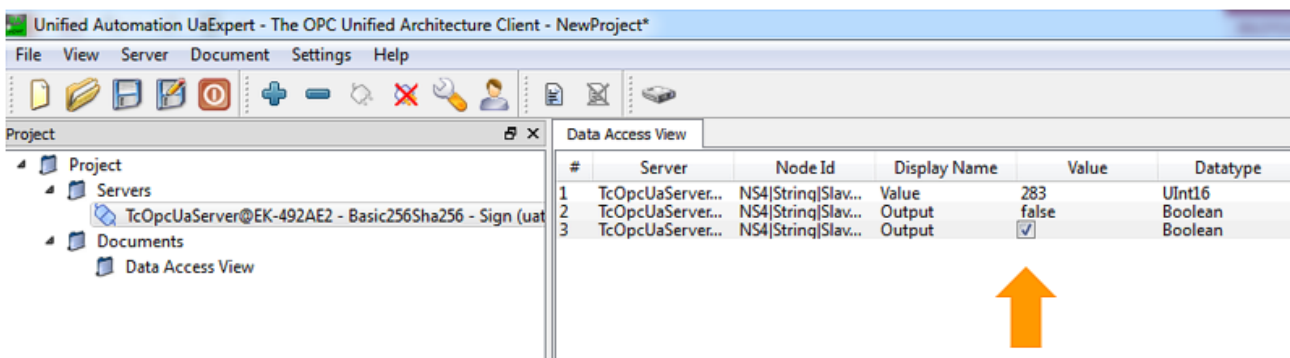 Unified Automation UaExpert - The OPC Unified Architecture Client - NewProject*
File View Server Document Settings Help
Project
Data Access View
Project
Servers
TcOpcUaServer@EK-492AE2 - Basic256Sha256 - Sign (uat
Documents
Data Access View
# Server Node Id Display Name Value Datatype
1 TcOpcUaServer... NS4|String|Slav... Value 283 UInt16
2 TcOpcUaServer... NS4|String|Slav... Output false Boolean
3 TcOpcUaServer... NS4|String|Slav... Output Boolean